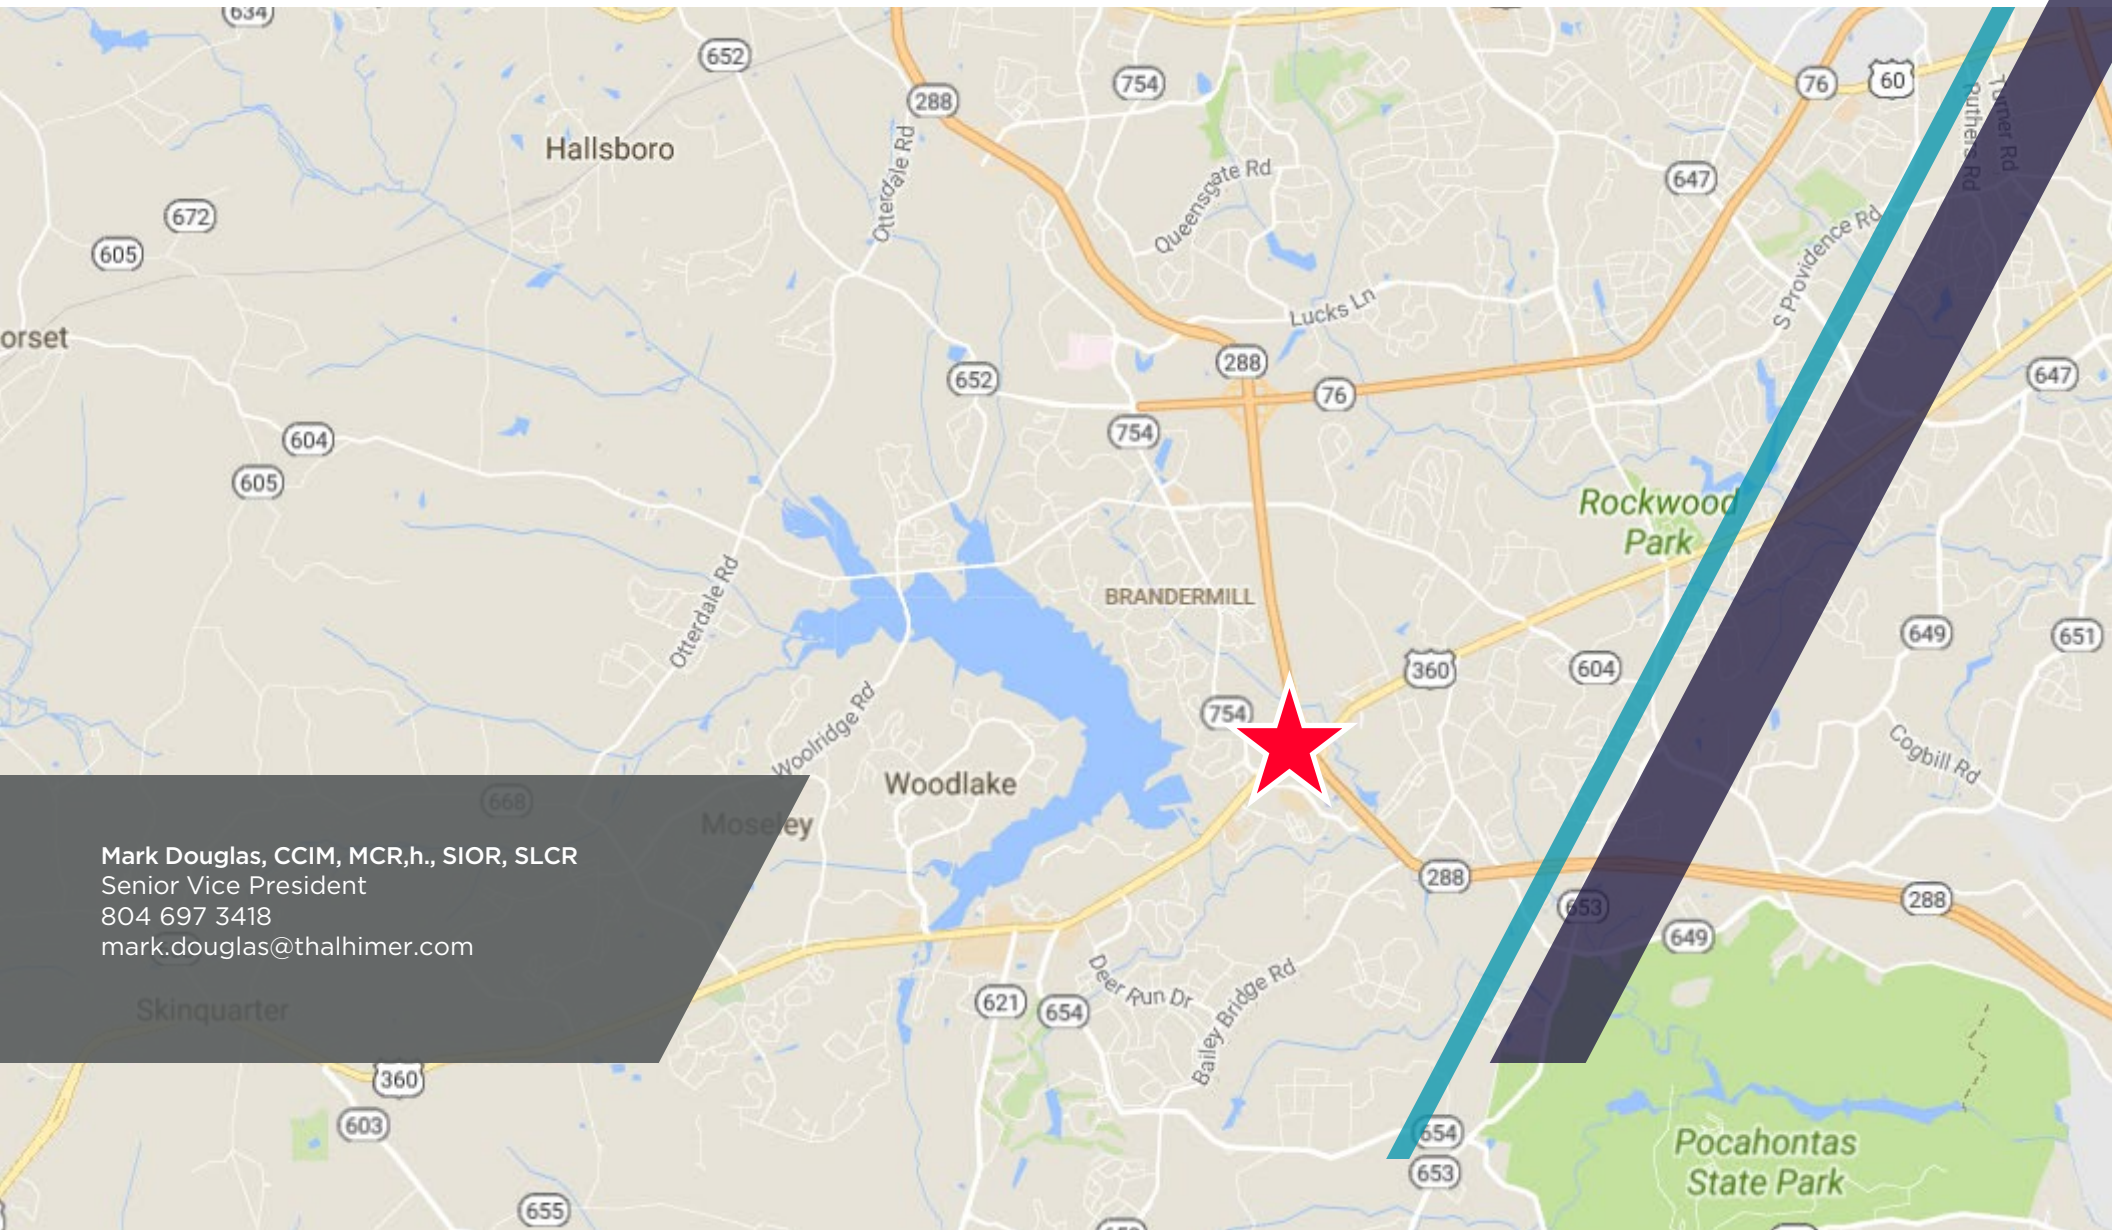 634
652
754
288
76
60
Turner Rd
Ruthers Rd
Hallsboro
Otterdale Rd
Queensgate Rd
647
672
605
S Providence Rd
Lucks Ln
orset
288
652
76
647
754
604
605
Rockwood
Park
Otterdale Rd
BRANDERMILL
649
651
360
604
754
Woolridge Rd
Cogbill Rd
Woodlake
668
Moseley
Mark Douglas, CCIM, MCR,h., SIOR, SLCR
Senior Vice President
804 697 3418
mark.douglas@thalhimer.com
288
653
288
649
Skinquarter
621
654
Deer Run Dr
Bailey Bridge Rd
360
603
654
653
Pocahontas
State Park
655